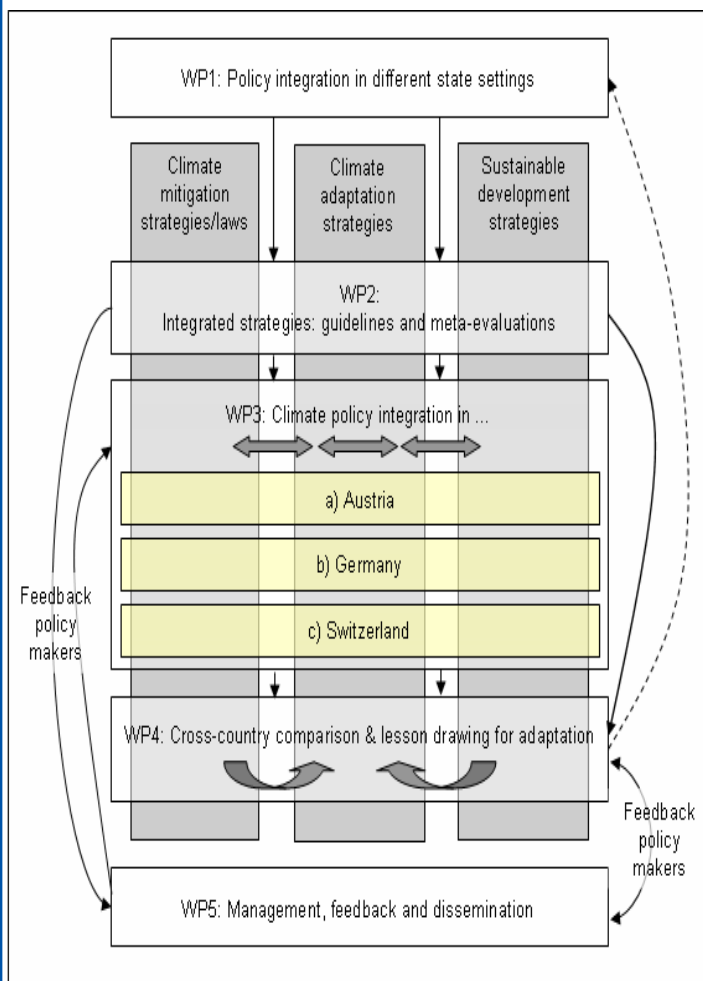 WP1: Policy integration in different state settings
Climate
mitigation
strategies/laws
Climate
adaptation
strategies
Sustainable
development
strategies
WP2:
Integrated strategies: guidelines and meta-evaluations
WP3: Climate policy integration in ...
a) Austria
b) Germany
c) Switzerland
Feedback
policy
makers
WP4: Cross-country comparison & lesson drawing for adaptation
Feedback
policy
makers
WP5: Management, feedback and dissemination